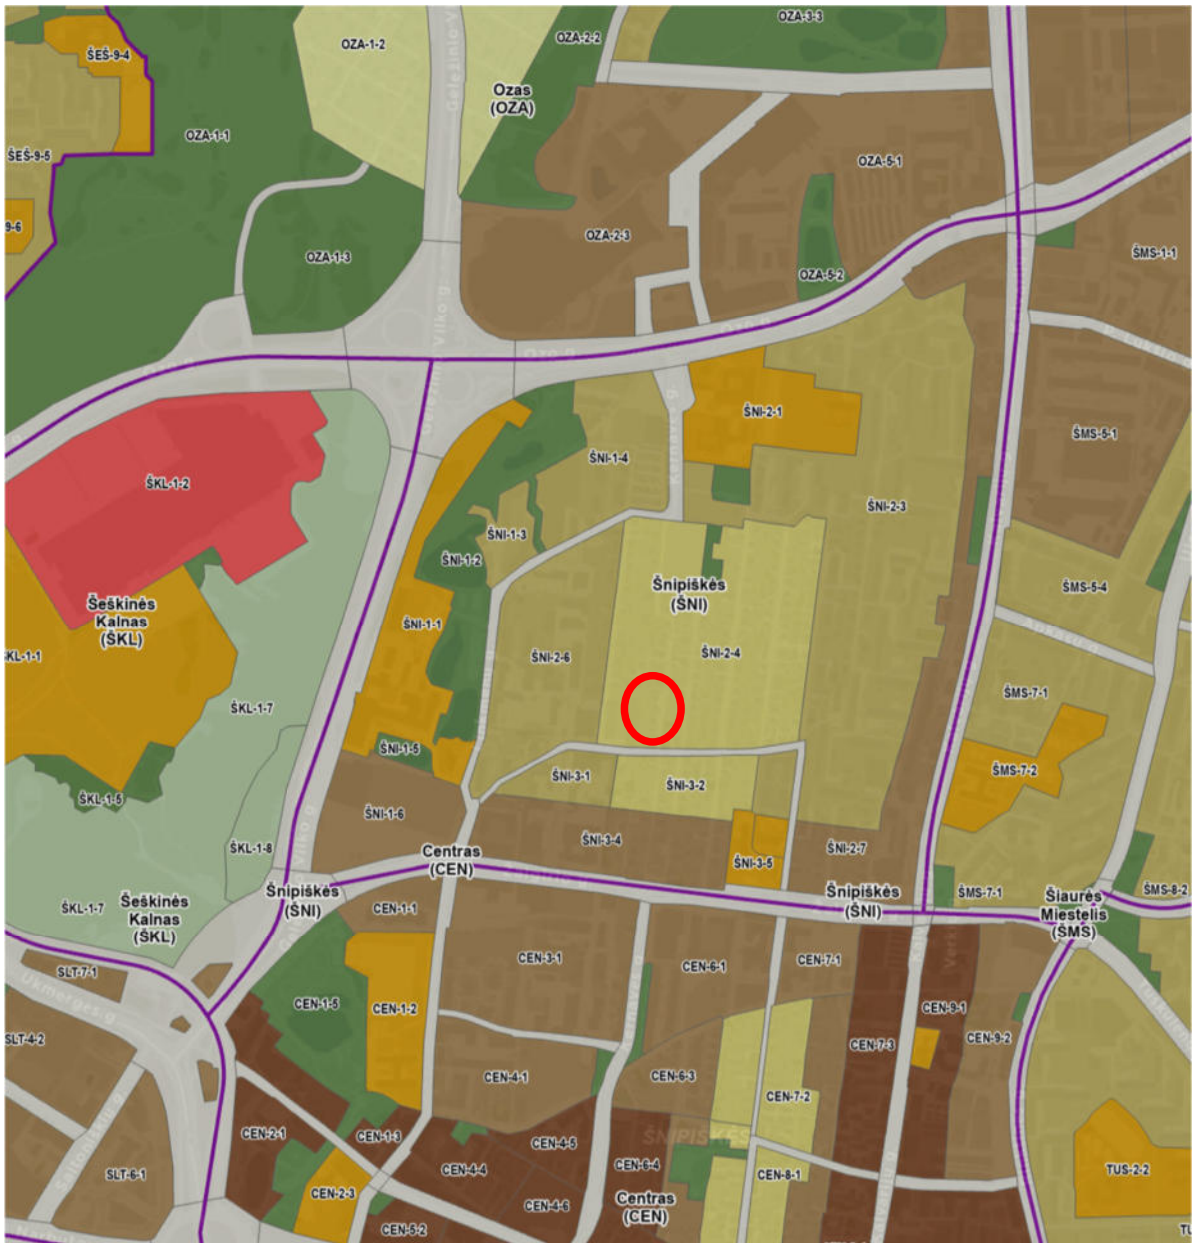 OZA-3-3
OZA-1-2
OZA-2-2
ŠEŠ-9-4
Ozas
(OZA)
OZA-1-1
ŠEŠ-9-5
OZA-5-1
9-6
OZA-2-3
OZA-1-3
OZA-5-2
ŠMS-1-1
Vilko g
Ozo g
Ozo g
ŠNI-2-1
ŠMS-5-1
ŠNI-1-4
ŠKL-1-2
ŠNI-2-3
ŠNI-1-3
ŠNI-1-2
Šnipiškės
(ŠNI)
ŠMS-5-4
Šeškinės
Kalnas
(ŠKL)
ŠNI-1-1
KL-1-1
ŠNI-2-6
ŠNI-2-4
Apkasų g
ŠMS-7-1
ŠKL-1-7
ŠNI-1-5
ŠNI-3-1
ŠNI-3-2
ŠMS-7-2
ŠKL-1-5
ŠNI-1-6
ŠNI-3-4
ŠKL-1-8
Centras
(CEN)
ŠNI-3-5
ŠNI-2-7
Šnipiškės
(ŠNI)
Šnipiškės
(ŠNI)
ŠMS-7-1
ŠMS-8-2
ŠKL-1-7
Šeškinės
Kalnas
(ŠKL)
CEN-1-1
Šiaurės
Miestelis
(ŠMS)
SLT-7-1
Ukmergės g
CEN-3-1
CEN-6-1
CEN-7-1
CEN-1-5
CEN-1-2
CEN-9-1
SLT-4-2
CEN-7-3
CEN-9-2
CEN-4-1
CEN-6-3
CEN-7-2
CEN-2-1
CEN-1-3
CEN-4-5
ŠNIPIŠKĖS
CEN-4-4
CEN-6-4
CEN-8-1
SLT-6-1
CEN-2-3
CEN-4-6
Centras
(CEN)
TUS-2-2
CEN-5-2